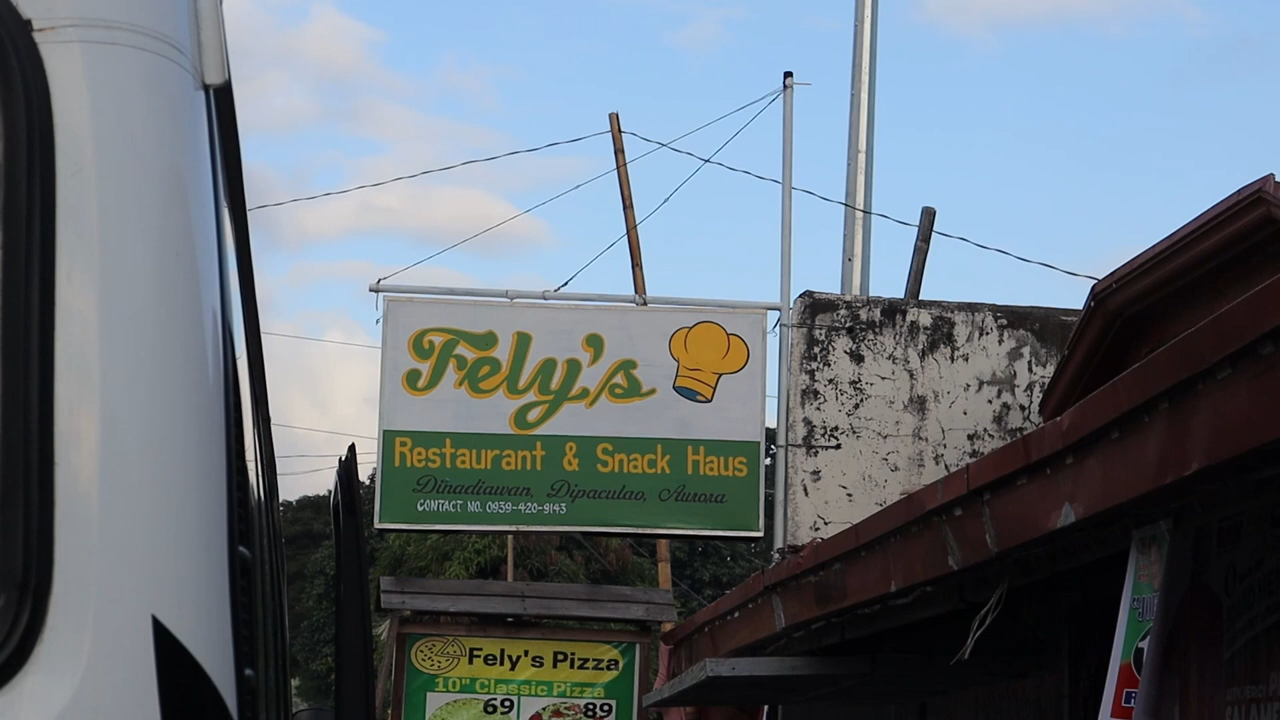 Fely's
Restaurant & Snack Haus
Dinadiawan, Dipaculao, Aurora
CONTACT NO. 0939-420-9143
Fely's Pizza
10" Classic Pizza
69 89